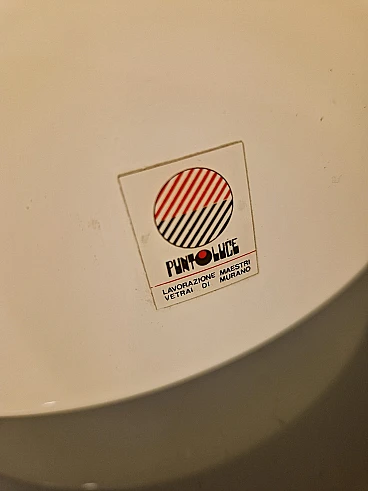 PUNTOLUCE
LAVORAZIONE MAESTRI
VETRAI DI MURANO